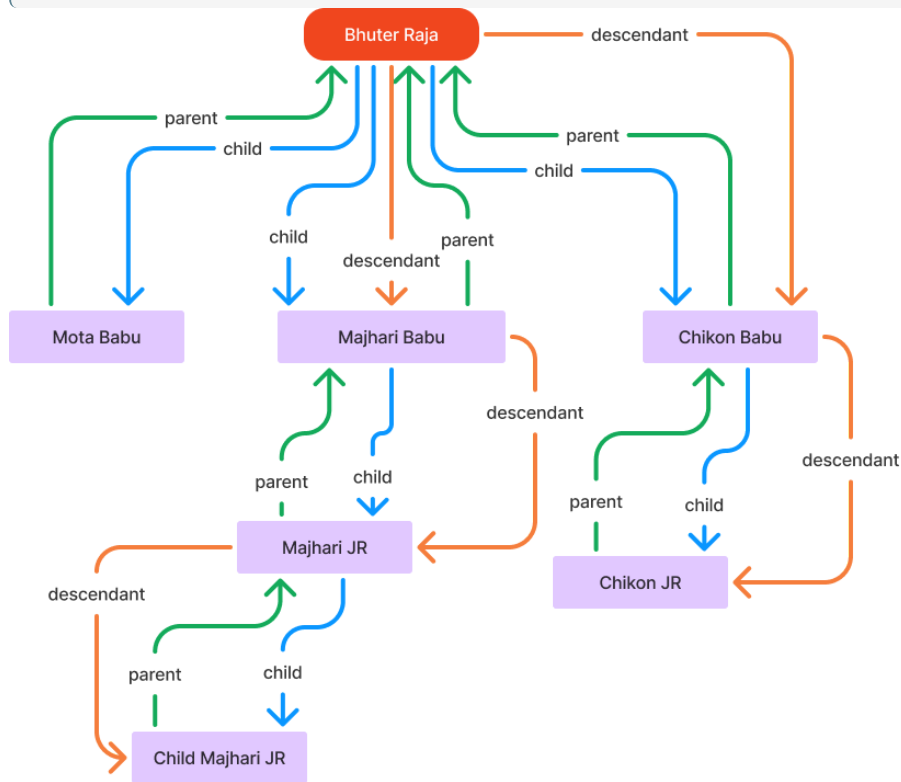 Bhuter Raja
descendant
parent
child
parent
child
child
parent
descendant
Mota Babu
Majhari Babu
Chikon Babu
descendant
descendant
parent
child
parent
child
Majhari JR
Chikon JR
descendant
parent
child
Child Majhari JR